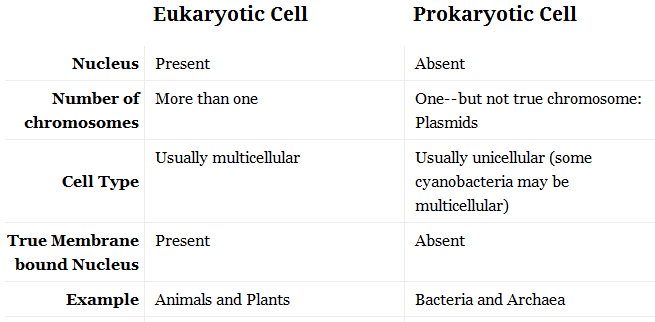 Eukaryotic Cell Prokaryotic Cell
Nucleus Present Absent
Number of chromosomes More than one One--but not true chromosome: Plasmids
Cell Type Usually multicellular Usually unicellular (some cyanobacteria may be multicellular)
True Membrane bound Nucleus Present Absent
Example Animals and Plants Bacteria and Archaea